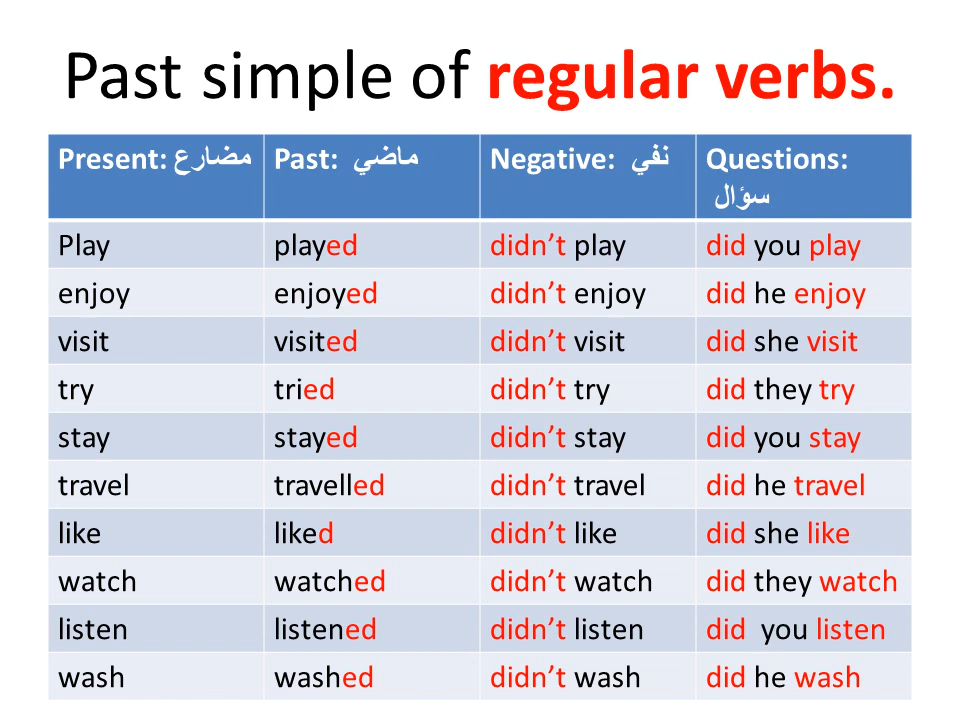 Past simple of regular verbs.
Present: مضارع Past: ماضي Negative: نفي Questions: سؤال
Play played didn’t play did you play
enjoy enjoyed didn’t enjoy did he enjoy
visit visited didn’t visit did she visit
try tried didn’t try did they try
stay stayed didn’t stay did you stay
travel travelled didn’t travel did he travel
like liked didn’t like did she like
watch watched didn’t watch did they watch
listen listened didn’t listen did you listen
wash washed didn’t wash did he wash